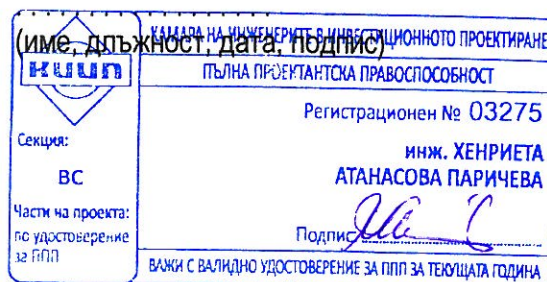 (име, длъжност, дата, подпис)
КАМАРА НА ИНЖЕНЕРИТЕ В ИНВЕСТИЦИОННОТО ПРОЕКТИРАНЕ
КИИП
ПЪЛНА ПРОЕКТАНТСКА ПРАВОСПОСОБНОСТ
Регистрационен № 03275
Секция:
ВС
инж. ХЕНРИЕТА
АТАНАСОВА ПАРИЧЕВА
Части на проекта:
по удостоверение
за ППП
Подпис
ВАЖИ С ВАЛИДНО УДОСТОВЕРЕНИЕ ЗА ППП ЗА ТЕКУЩАТА ГОДИНА